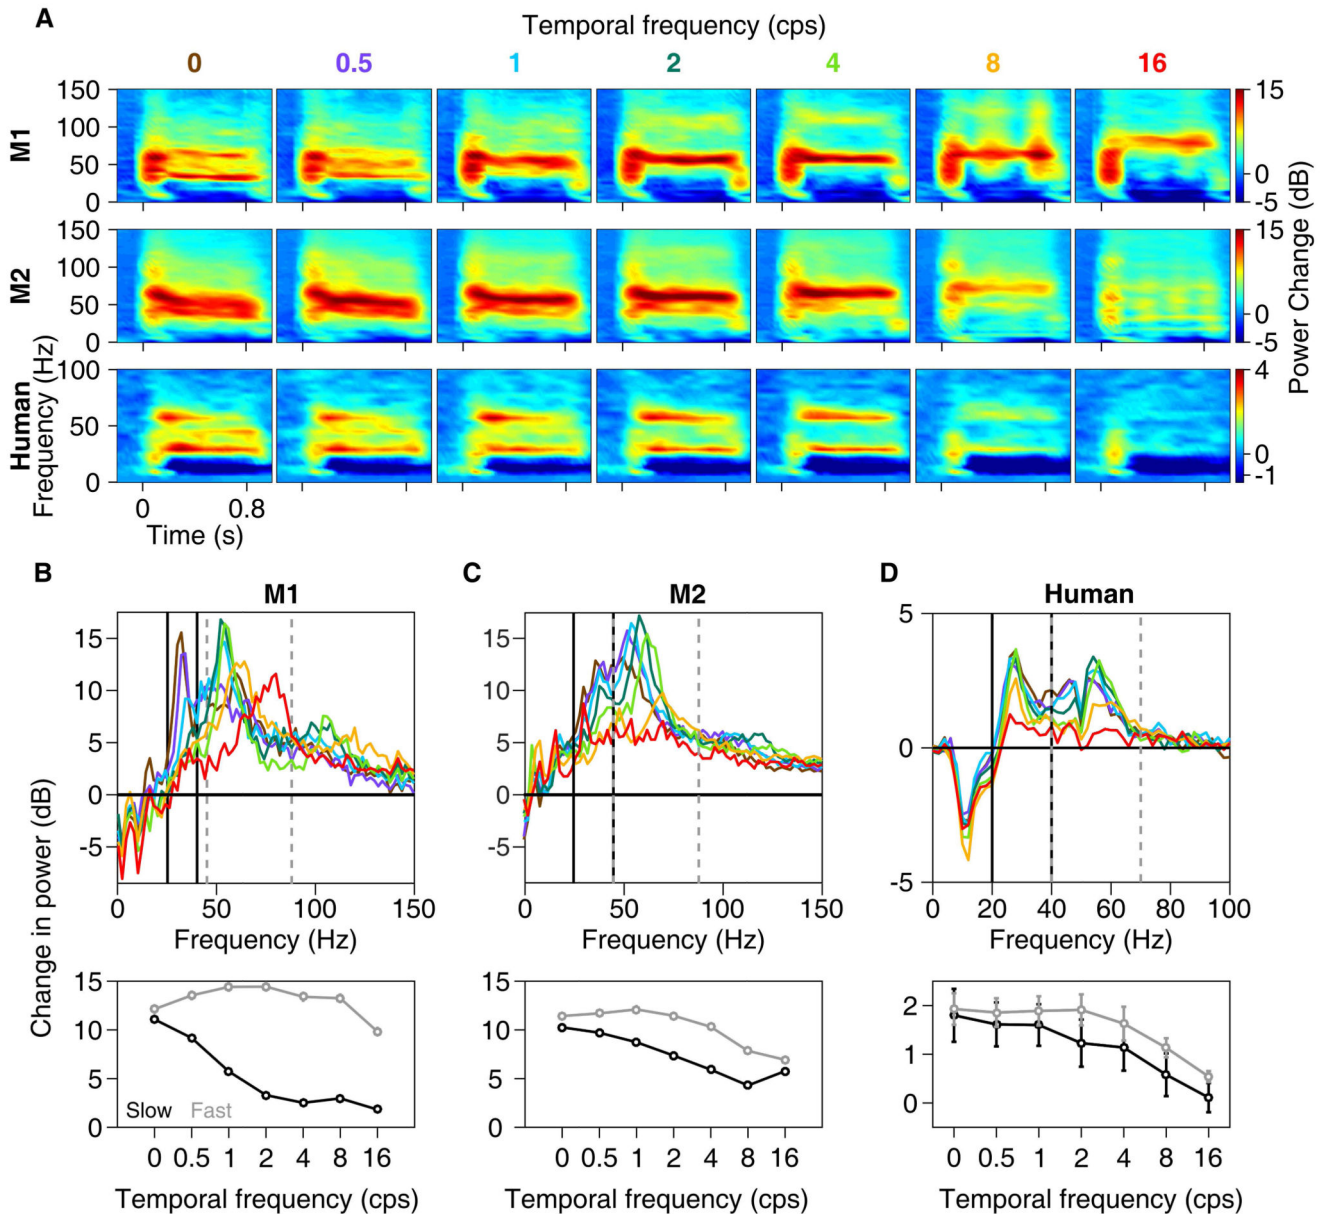 A
Temporal frequency (cps)
0 0.5 1 2 4 8 16
M1
150
100
50
0
15
0
-5
M2
150
100
50
0
15
0
-5
Power Change (dB)
Human
Frequency (Hz)
100
50
0
4
0
-1
0 0.8
Time (s)
B
M1
15
10
5
0
-5
0 50 100 150
Frequency (Hz)
C
M2
15
10
5
0
-5
0 50 100 150
Frequency (Hz)
D
Human
5
0
-5
0 20 40 60 80 100
Frequency (Hz)
Change in power (dB)
15
10
5
0
Slow Fast
0 0.5 1 2 4 8 16
Temporal frequency (cps)
15
10
5
0
0 0.5 1 2 4 8 16
Temporal frequency (cps)
2
1
0
0 0.5 1 2 4 8 16
Temporal frequency (cps)